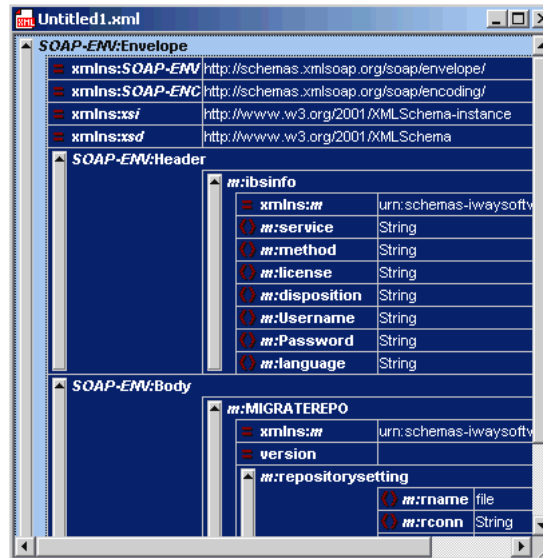 Untitled1.xml
SOAP-ENV:Envelope
= xmlns:SOAP-ENV http://schemas.xmlsoap.org/soap/envelope/
= xmlns:SOAP-ENC http://schemas.xmlsoap.org/soap/encoding/
= xmlns:xsi http://www.w3.org/2001/XMLSchema-instance
= xmlns:xsd http://www.w3.org/2001/XMLSchema
SOAP-ENV:Header
m:ibsinfo
= xmlns:m urn:schemas-iwaysoftw
() m:service String
() m:method String
() m:license String
() m:disposition String
() m:Username String
() m:Password String
() m:language String
SOAP-ENV:Body
m:MIGRATEREPO
= xmlns:m urn:schemas-iwaysoftw
= version
m:repositorysetting
() m:rname file
() m:rconn String